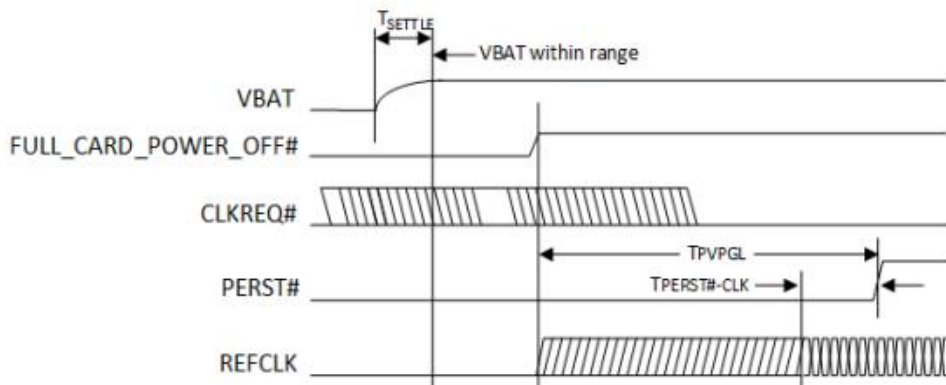 TSETTLE
VBAT within range
VBAT
FULL_CARD_POWER_OFF#
CLKREQ#
TPVPGL
PERST#
TPERST#-CLK
REFCLK